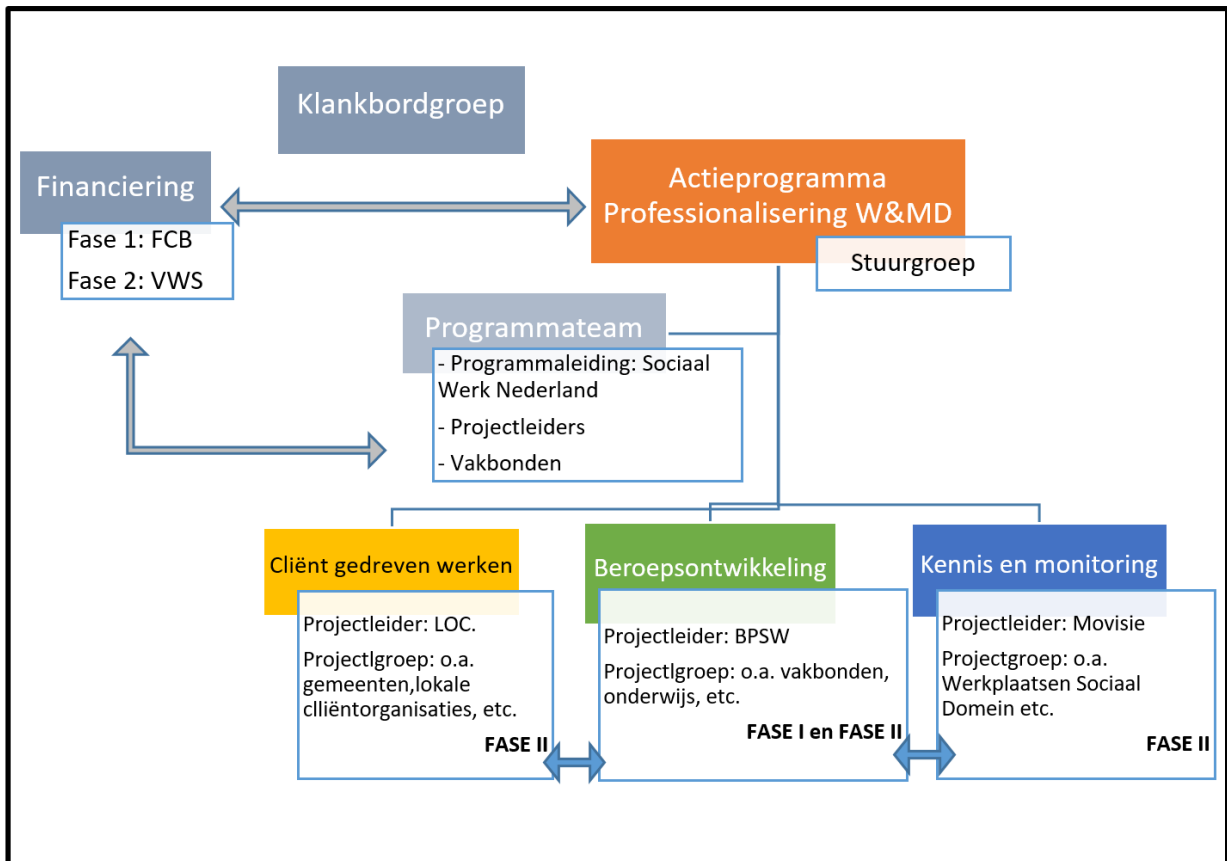 Klankbordgroep
Financiering
Fase 1: FCB
Fase 2: VWS
Actieprogramma
Professionalisering W&MD
Stuurgroep
Programmateam
- Programmaleiding: Sociaal
Werk Nederland
- Projectleiders
- Vakbonden
Cliënt gedreven werken
Projectleider: LOC.
Projectlgroep: o.a.
gemeenten,lokale
clliëntorganisaties, etc.
FASE II
Beroepsontwikkeling
Projectleider: BPSW
Projectlgroep: o.a. vakbonden,
onderwijs, etc.
FASE I en FASE II
Kennis en monitoring
Projectleider: Movisie
Projectgroep: o.a.
Werkplaatsen Sociaal
Domein etc.
FASE II